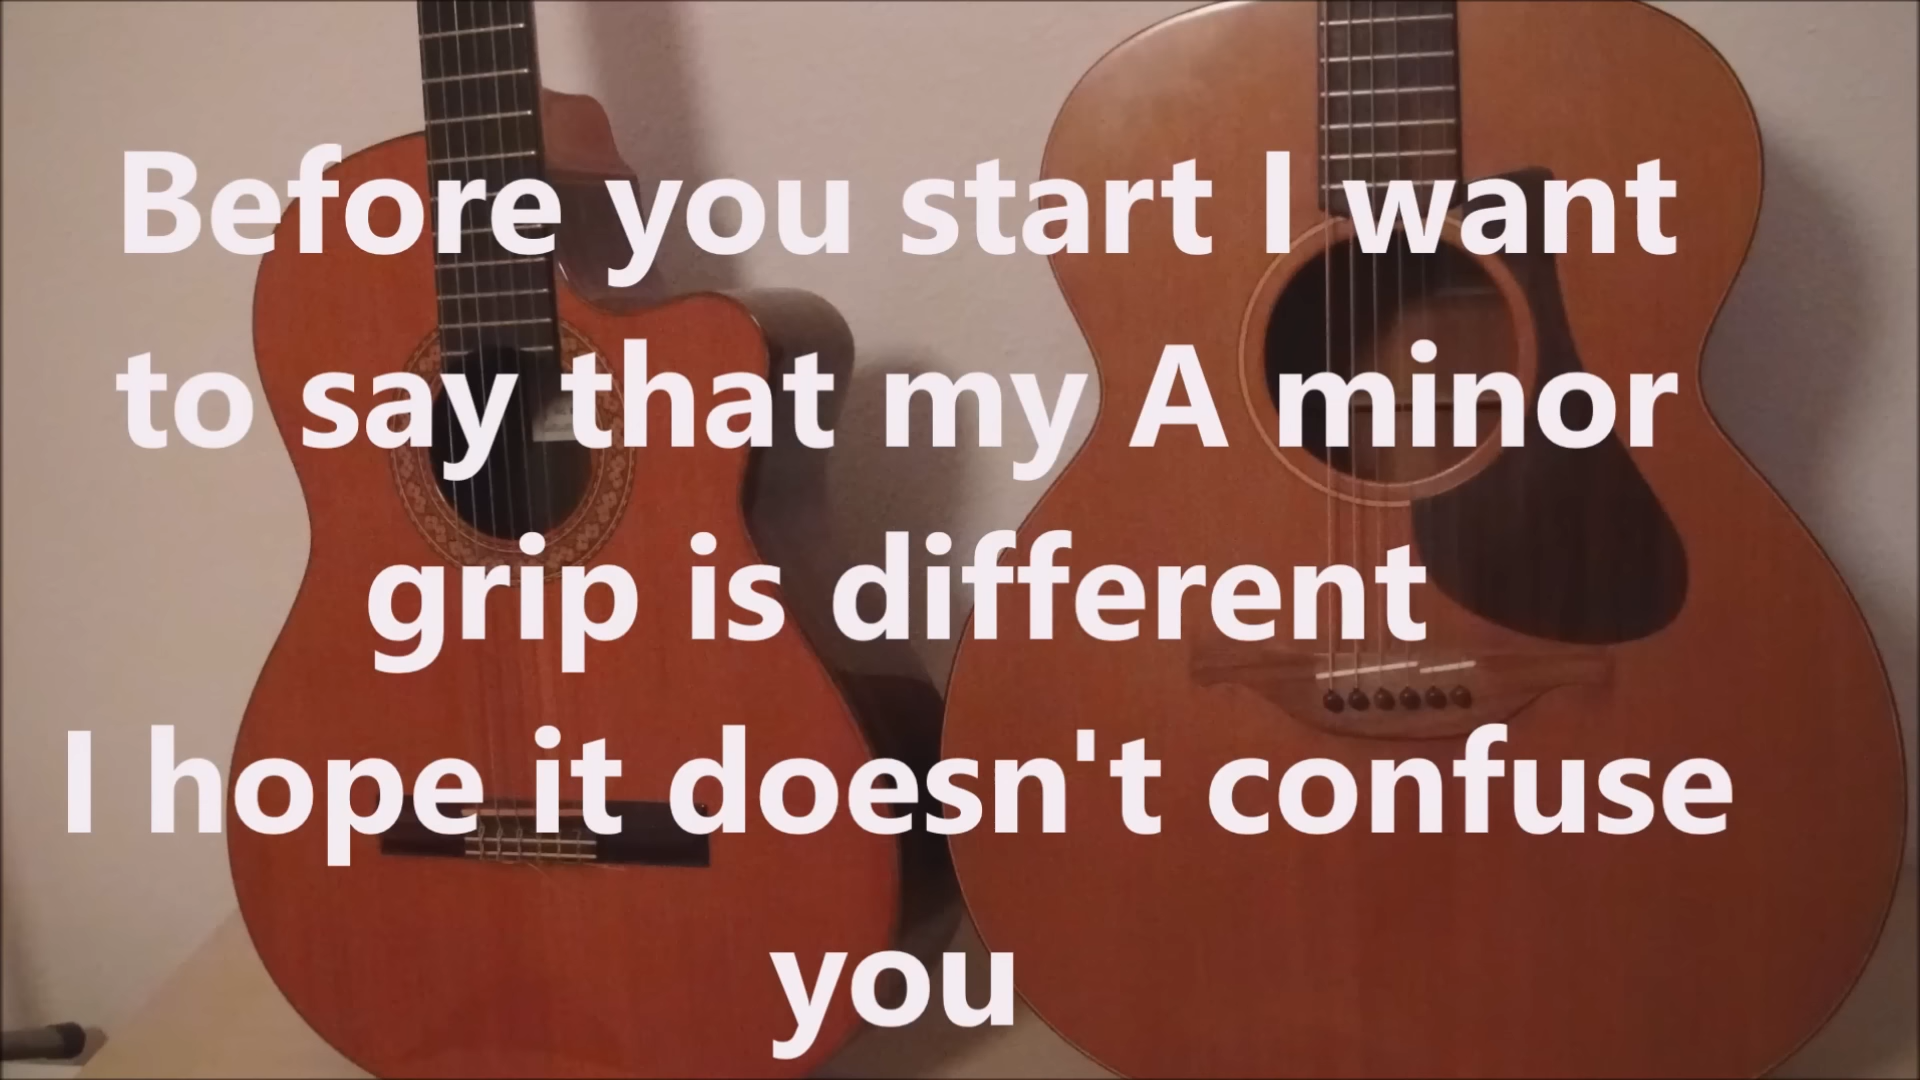 Before you start I want
to say that my A minor
grip is different
I hope it doesn't confuse
you